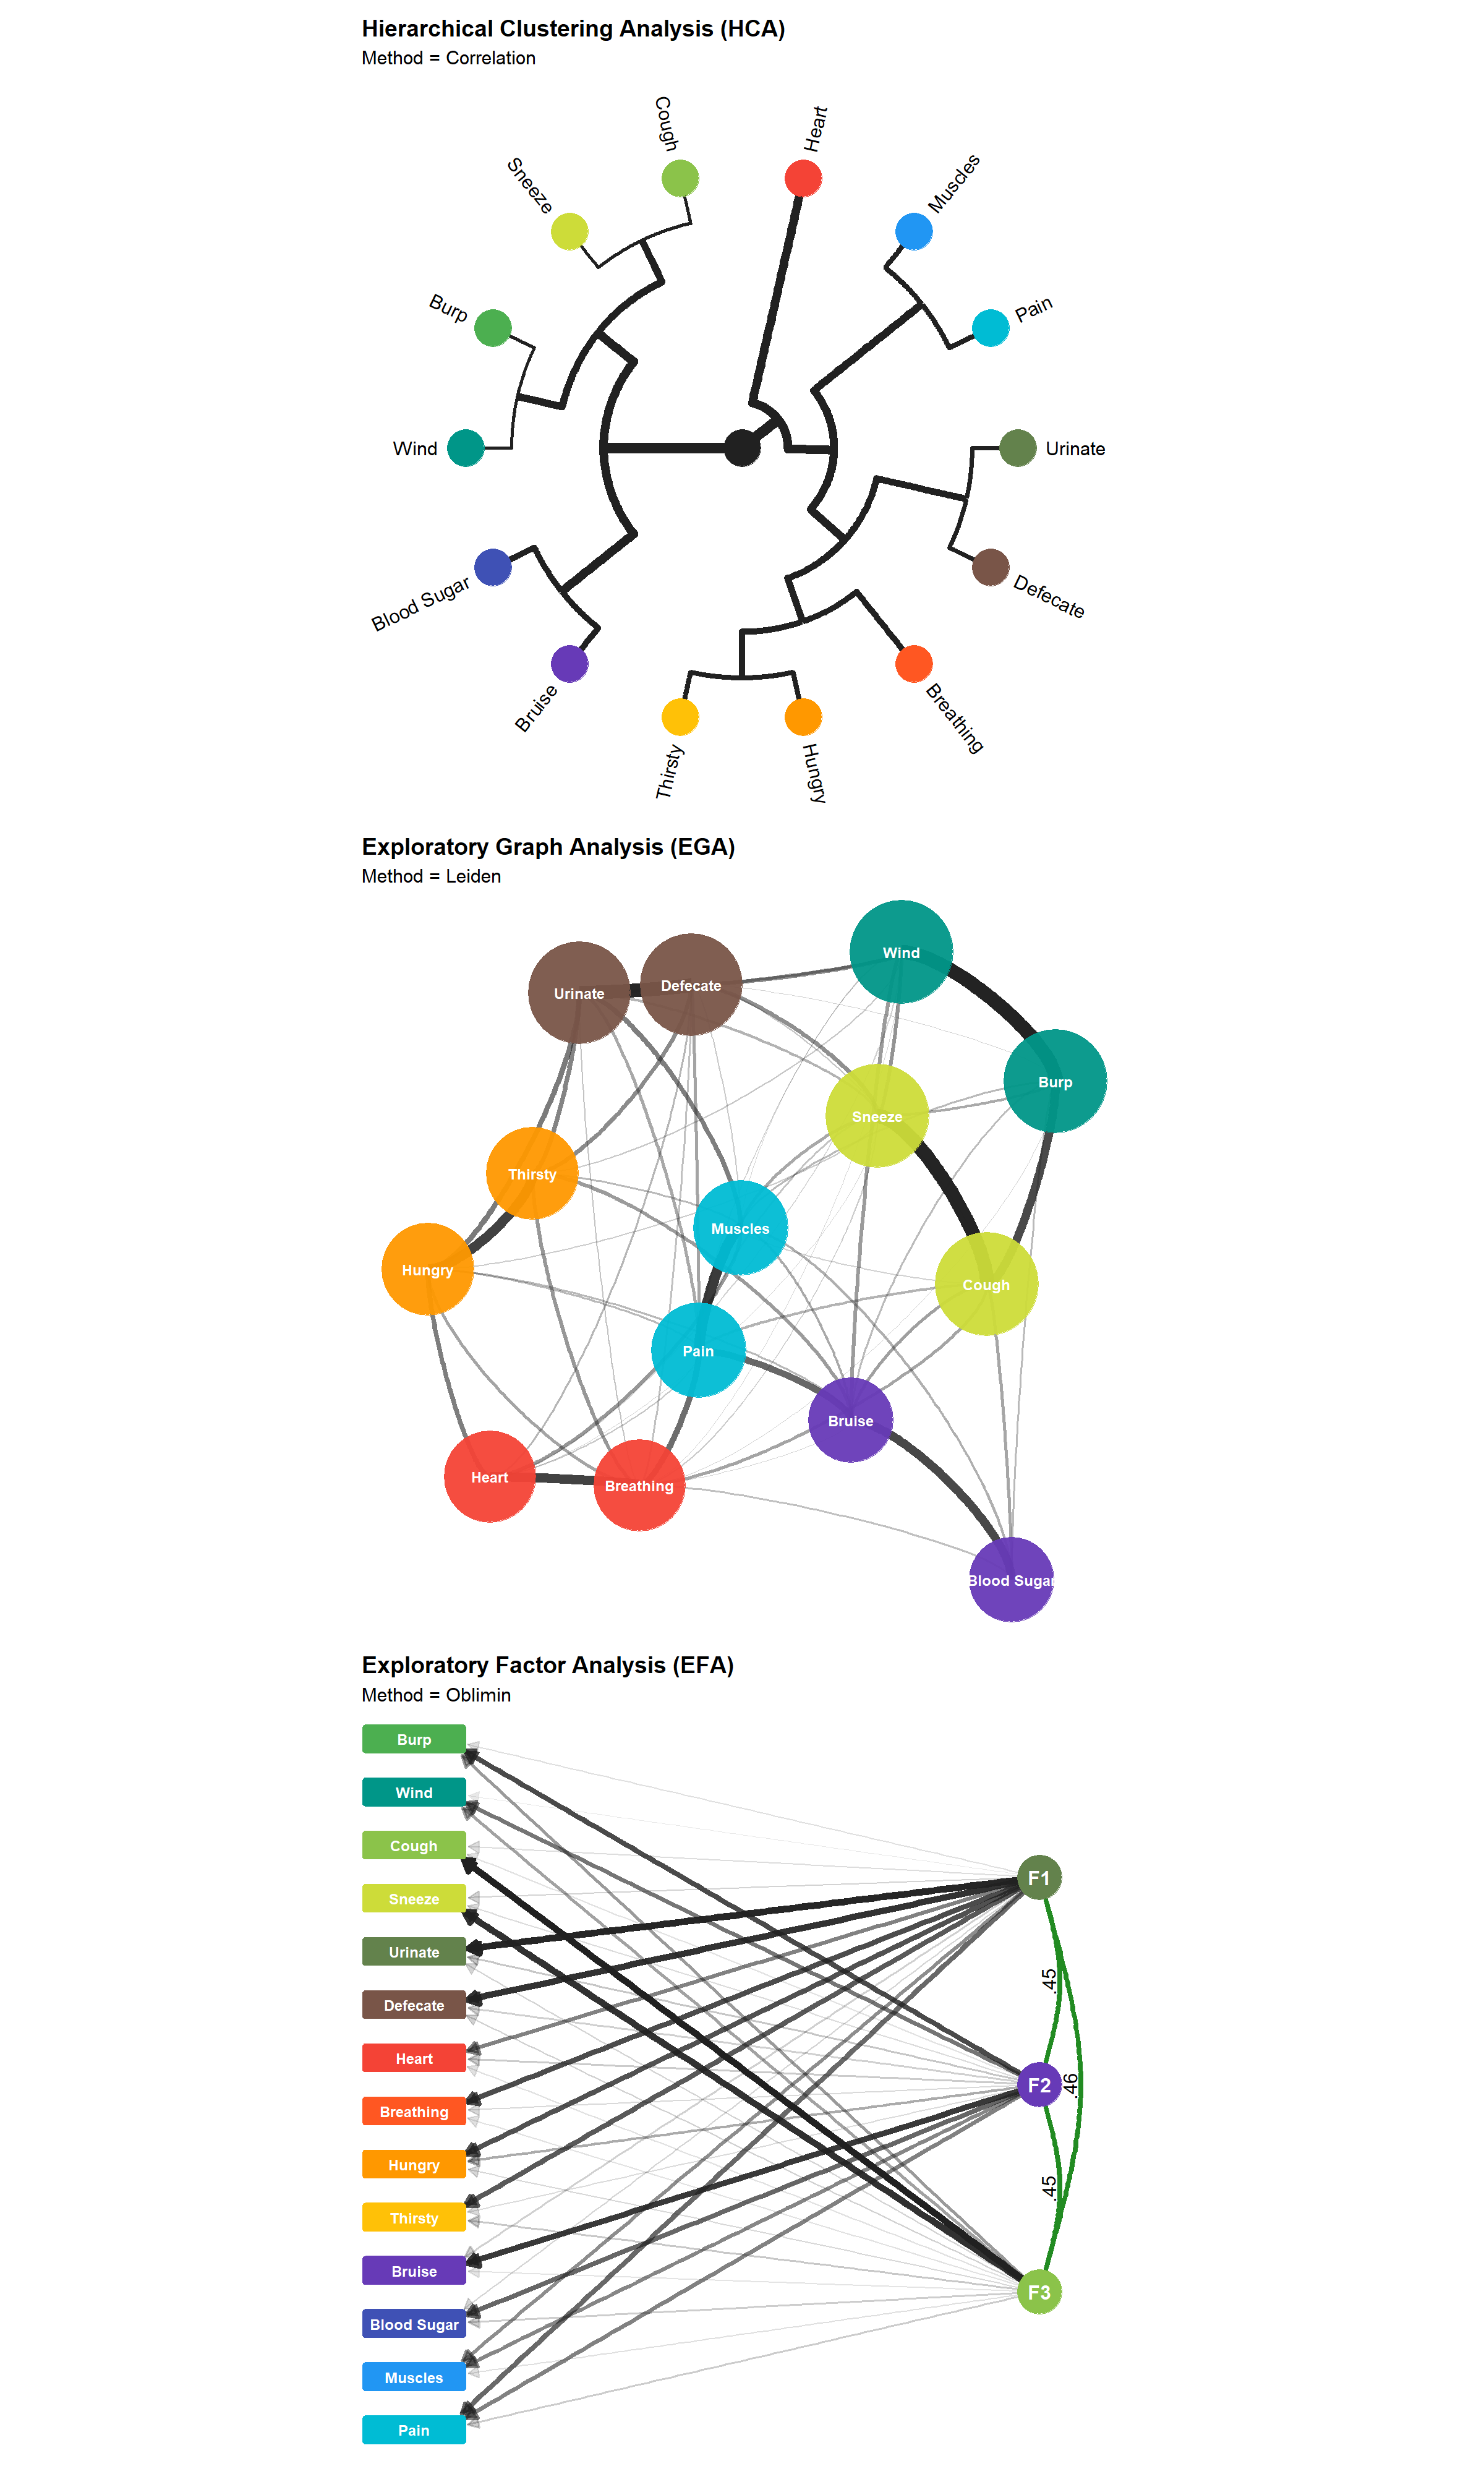 Hierarchical Clustering Analysis (HCA)
Method = Correlation
Cough
Heart
Sneeze
Muscles
Burp
Pain
Wind
Urinate
Blood Sugar
Defecate
Bruise
Breathing
Thirsty
Hungry
Exploratory Graph Analysis (EGA)
Method = Leiden
Wind
Urinate
Defecate
Burp
Sneeze
Thirsty
Muscles
Hungry
Cough
Pain
Bruise
Heart
Breathing
Blood Sugar
Exploratory Factor Analysis (EFA)
Method = Oblimin
Burp
Wind
Cough
Sneeze
Urinate
Defecate
Heart
Breathing
Hungry
Thirsty
Bruise
Blood Sugar
Muscles
Pain
F1
.45
F2
.46
.45
F3